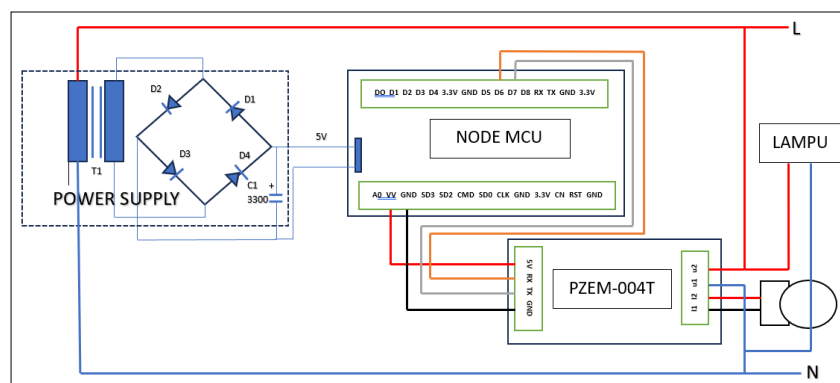 L
D2
D1
D3
D4
T1
C1
+
3300
POWER SUPPLY
5V
DO D1 D2 D3 D4 3.3V GND D5 D6 D7 D8 RX TX GND 3.3V
NODE MCU
A0 VV GND SD3 SD2 CMD SD0 CLK GND 3.3V CN RST GND
LAMPU
5V
RX
TX
GND
PZEM-004T
u2
u1
I2
I1
N